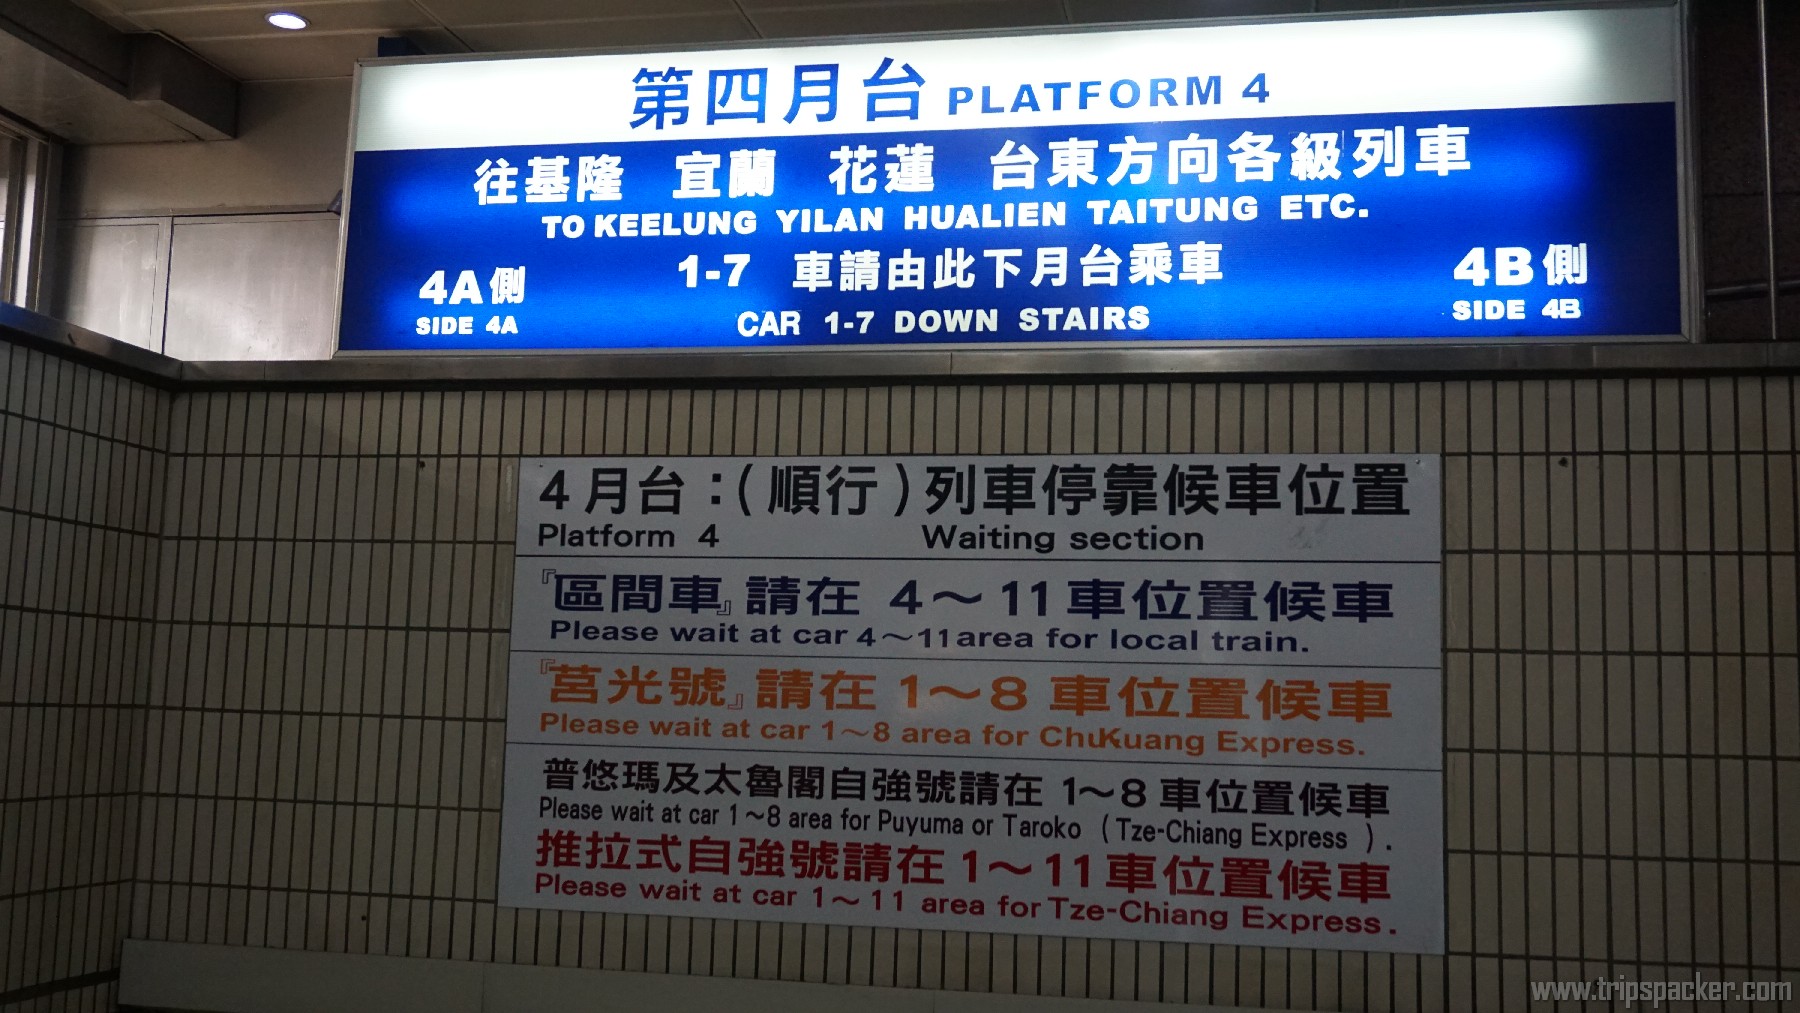 第四月台 PLATFORM 4
往基隆 宜蘭 花蓮 台東方向各級列車
TO KEELUNG YILAN HUALIEN TAITUNG ETC.
4A側 1-7 車請由此下月台乘車 4B側
SIDE 4A CAR 1-7 DOWN STAIRS SIDE 4B
4月台：(順行)列車停靠候車位置
Platform 4 Waiting section
『區間車』請在 4～11車位置候車
Please wait at car 4～11 area for local train.
『莒光號』請在 1～8 車位置候車
Please wait at car 1～8 area for ChuKuang Express.
普悠瑪及太魯閣自強號請在 1～8 車位置候車
Please wait at car 1～8 area for Puyuma or Taroko (Tze-Chiang Express ).
推拉式自強號請在 1～11 車位置候車
Please wait at car 1～11 area for Tze-Chiang Express.
www.tripspacker.com